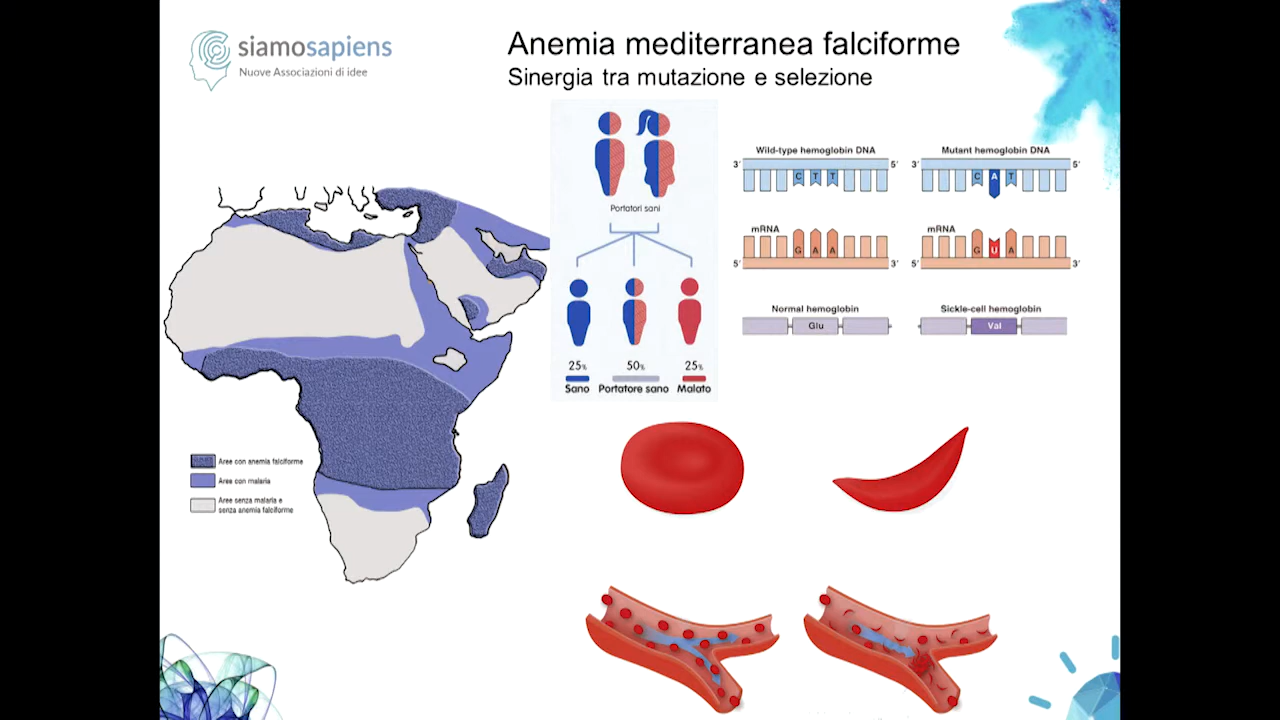 siamosapiens
Nuove Associazioni di idee
Anemia mediterranea falciforme
Sinergia tra mutazione e selezione
Portatori sani
25%
50%
25%
Sano
Portatore sano
Malato
Wild-type hemoglobin DNA
3'
5'
C T T
mRNA
G A A
5'
3'
Normal hemoglobin
Glu
Mutant hemoglobin DNA
3'
5'
C A T
mRNA
G U A
5'
3'
Sickle-cell hemoglobin
Val
Aree con anemia falciforme
Aree con malaria
Aree senza malaria e
senza anemia falciforme